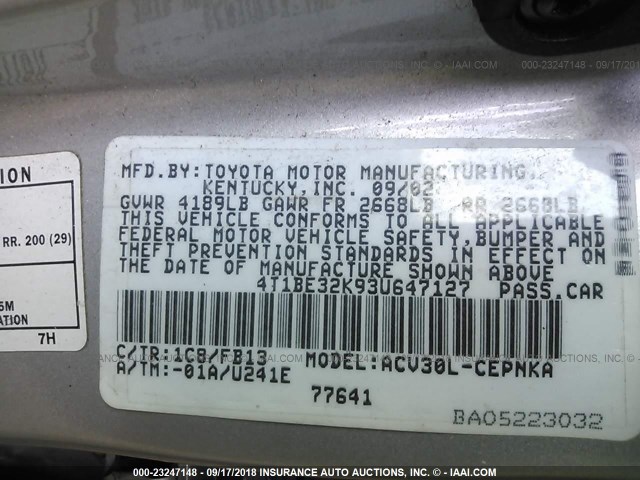 000-23247148 - 09/17/2018
© - IAAI.COM
ION
RR. 200 (29)
5M
ATION
7H
MFD.BY:TOYOTA MOTOR MANUFACTURING,
KENTUCKY,INC. 09/02
GVWR 4189LB GAWR FR 2668LB RR 2668LB
THIS VEHICLE CONFORMS TO ALL APPLICABLE
FEDERAL MOTOR VEHICLE SAFETY,BUMPER AND
THEFT PREVENTION STANDARDS IN EFFECT ON
THE DATE OF MANUFACTURE SHOWN ABOVE
4T1BE32K93U647127 PASS.CAR
C/TR:1C8/FB13 MODEL:ACV30L-CEPNKA
A/TM:-01A/U241E
77641
BA05223032
000-23247148 - 09/17/2018 INSURANCE AUTO AUCTIONS, INC. © - IAAI.COM